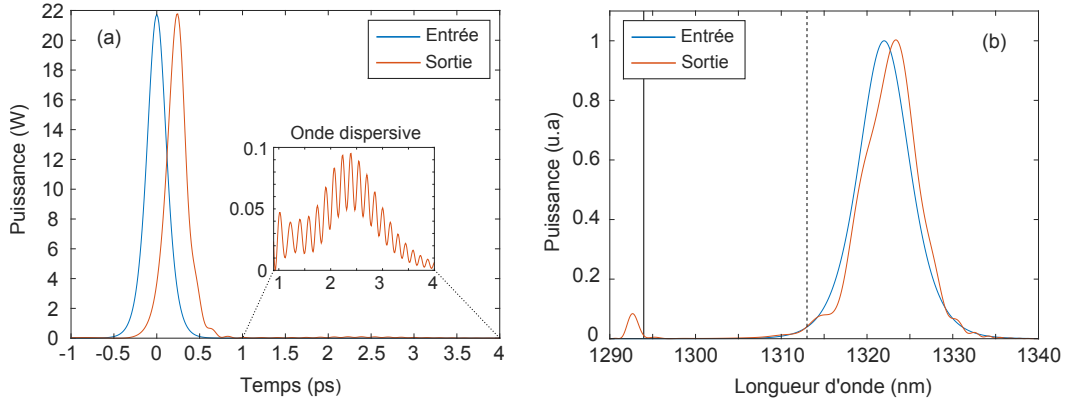 (a)
Entrée
Sortie
Puissance (W)
22
20
18
16
14
12
10
8
6
4
2
0
Onde dispersive
0.1
0.05
0
1 2 3 4
-1 -0.5 0 0.5 1 1.5 2 2.5 3 3.5 4
Temps (ps)
(b)
Entrée
Sortie
Puissance (u.a)
1
0.8
0.6
0.4
0.2
0
1290 1300 1310 1320 1330 1340
Longueur d'onde (nm)